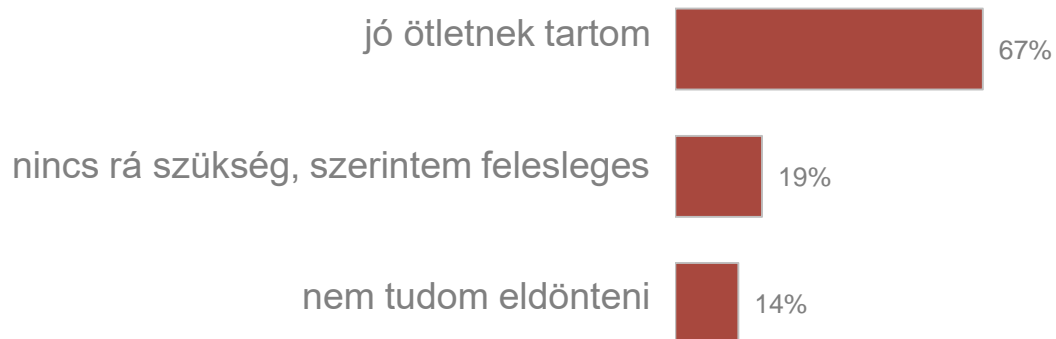 jó ötletnek tartom 67%
nincs rá szükség, szerintem felesleges 19%
nem tudom eldönteni 14%